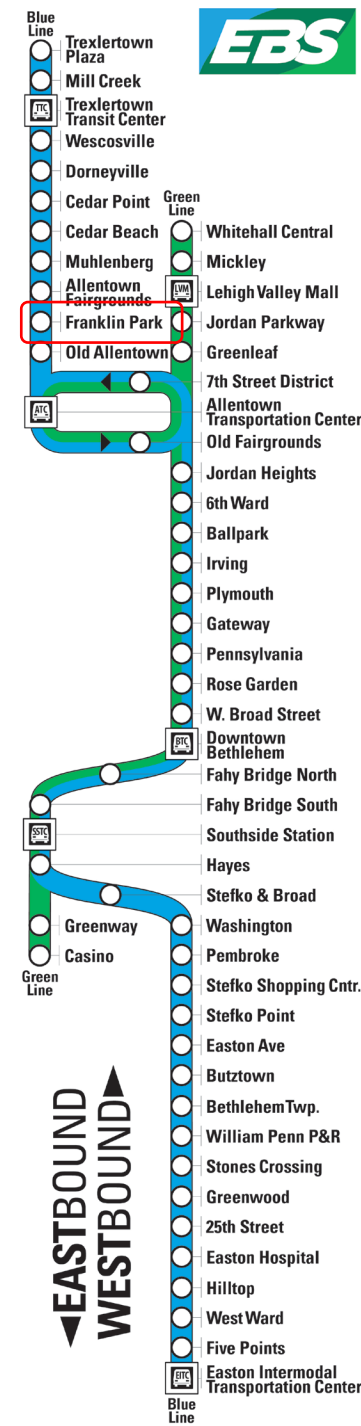 Blue
Line
EBS
Trexlertown
Plaza
Mill Creek
TTC
Trexlertown
Transit Center
Wescosville
Dorneyville
Cedar Point
Green
Line
Cedar Beach
Whitehall Central
Muhlenberg
Mickley
Allentown
Fairgrounds
LVM
Lehigh Valley Mall
Franklin Park
Jordan Parkway
Old Allentown
Greenleaf
7th Street District
ATC
Allentown
Transportation Center
Old Fairgrounds
Jordan Heights
6th Ward
Ballpark
Irving
Plymouth
Gateway
Pennsylvania
Rose Garden
W. Broad Street
BTC
Downtown
Bethlehem
Fahy Bridge North
Fahy Bridge South
SSTC
Southside Station
Hayes
Stefko & Broad
Greenway
Washington
Casino
Pembroke
Green
Line
Stefko Shopping Cntr.
Stefko Point
Easton Ave
Butztown
Bethlehem Twp.
William Penn P&R
Stones Crossing
Greenwood
25th Street
Easton Hospital
Hilltop
West Ward
Five Points
EITC
Easton Intermodal
Transportation Center
Blue
Line
EASTBOUND
WESTBOUND